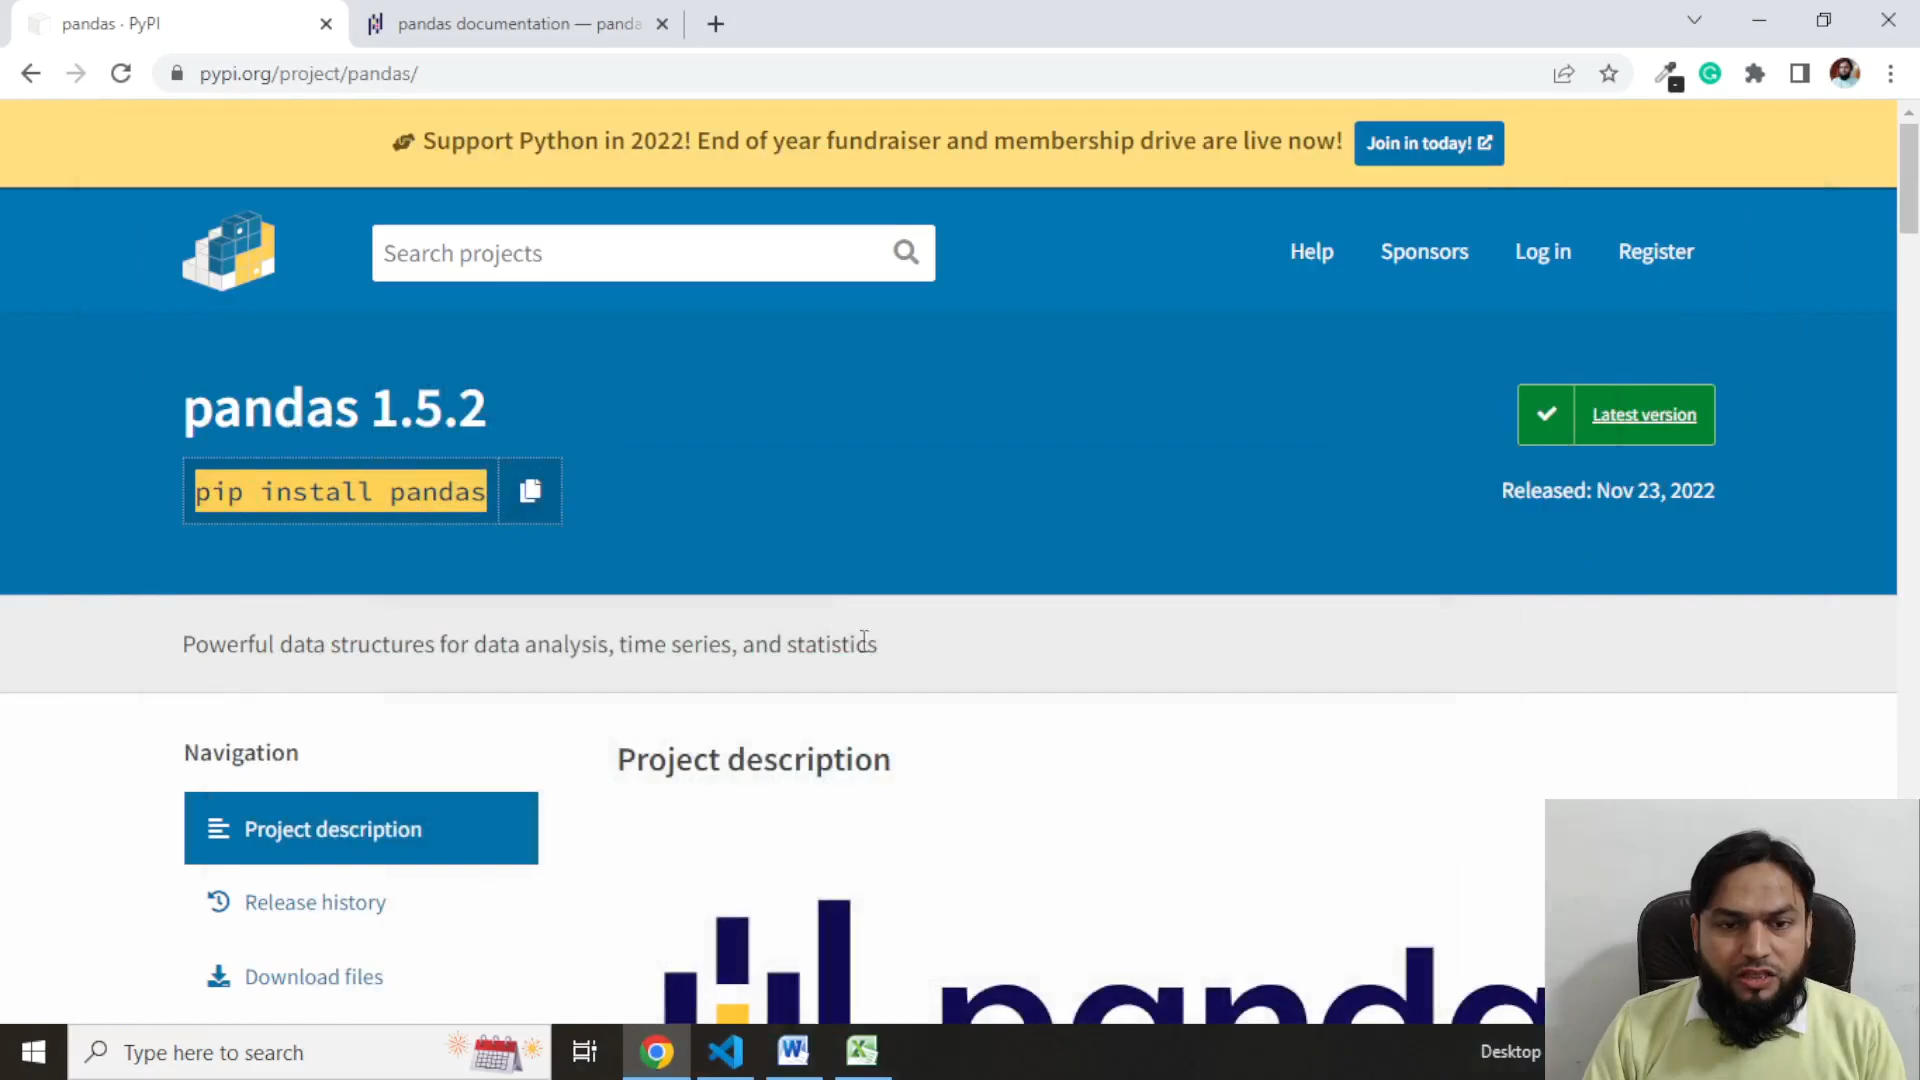 pandas · PyPI
pandas documentation — panda
pypi.org/project/pandas/
Support Python in 2022! End of year fundraiser and membership drive are live now!
Join in today!
Search projects
Help
Sponsors
Log in
Register
pandas 1.5.2
Latest version
pip install pandas
Released: Nov 23, 2022
Powerful data structures for data analysis, time series, and statistics
Navigation
Project description
Project description
Release history
Download files
panda
Type here to search
Desktop